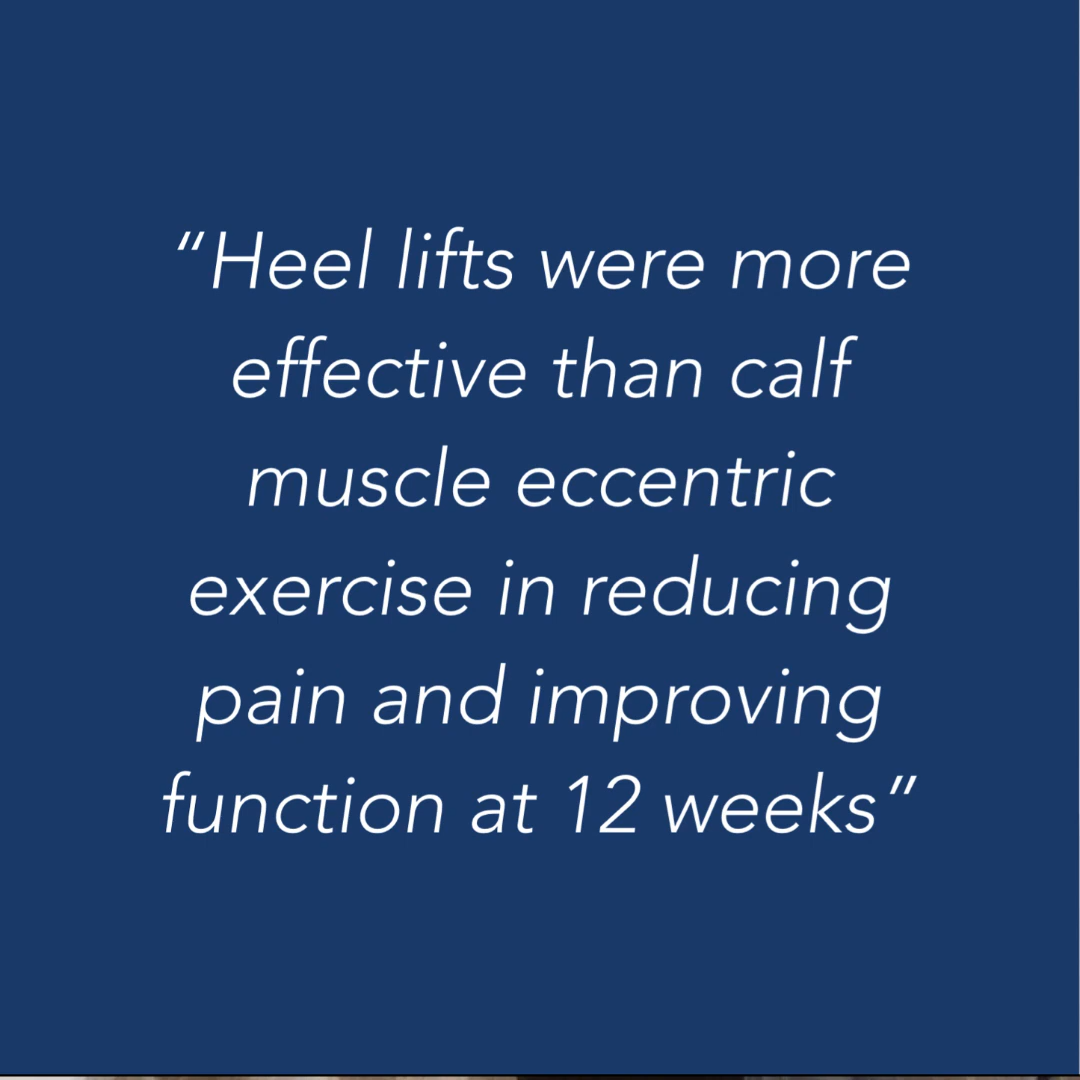 “Heel lifts were more
effective than calf
muscle eccentric
exercise in reducing
pain and improving
function at 12 weeks”